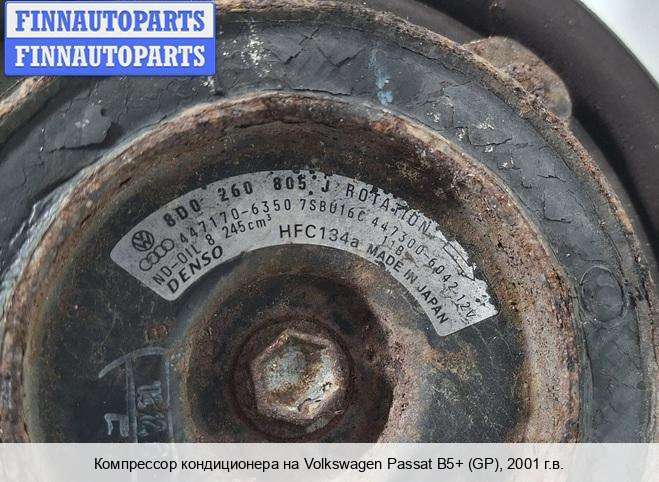 FINNAUTOPARTS
FINNAUTOPARTS
8D0 260 805 J ROTATION
447170-6350 7SBU16C 447300-6042 12V
ND-OIL 8 245cm³
DENSO HFC134a MADE IN JAPAN
Компрессор кондиционера на Volkswagen Passat B5+ (GP), 2001 г.в.